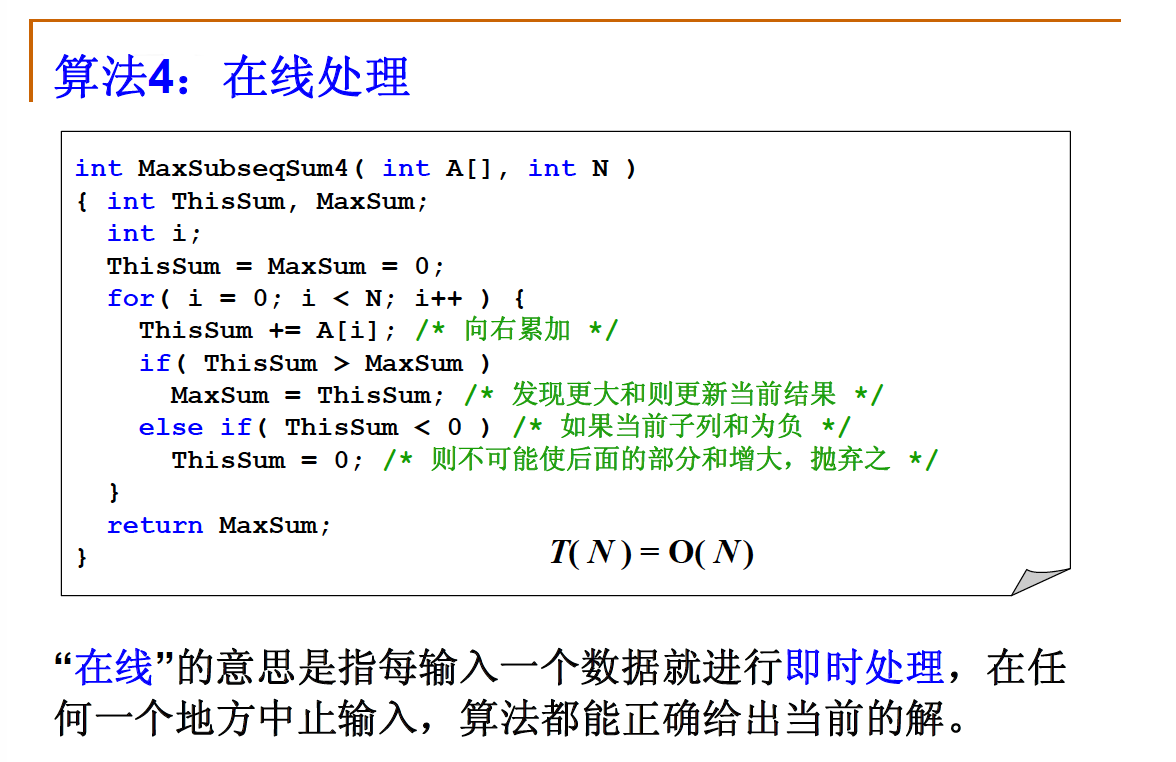 算法4：在线处理
int MaxSubseqSum4( int A[], int N )
{ int ThisSum, MaxSum;
int i;
ThisSum = MaxSum = 0;
for( i = 0; i < N; i++ ) {
ThisSum += A[i]; /* 向右累加 */
if( ThisSum > MaxSum )
MaxSum = ThisSum; /* 发现更大和则更新当前结果 */
else if( ThisSum < 0 ) /* 如果当前子列和为负 */
ThisSum = 0; /* 则不可能使后面的部分和增大，抛弃之 */
}
return MaxSum;
}
T( N ) = O( N )
“在线”的意思是指每输入一个数据就进行即时处理，在任
何一个地方中止输入，算法都能正确给出当前的解。